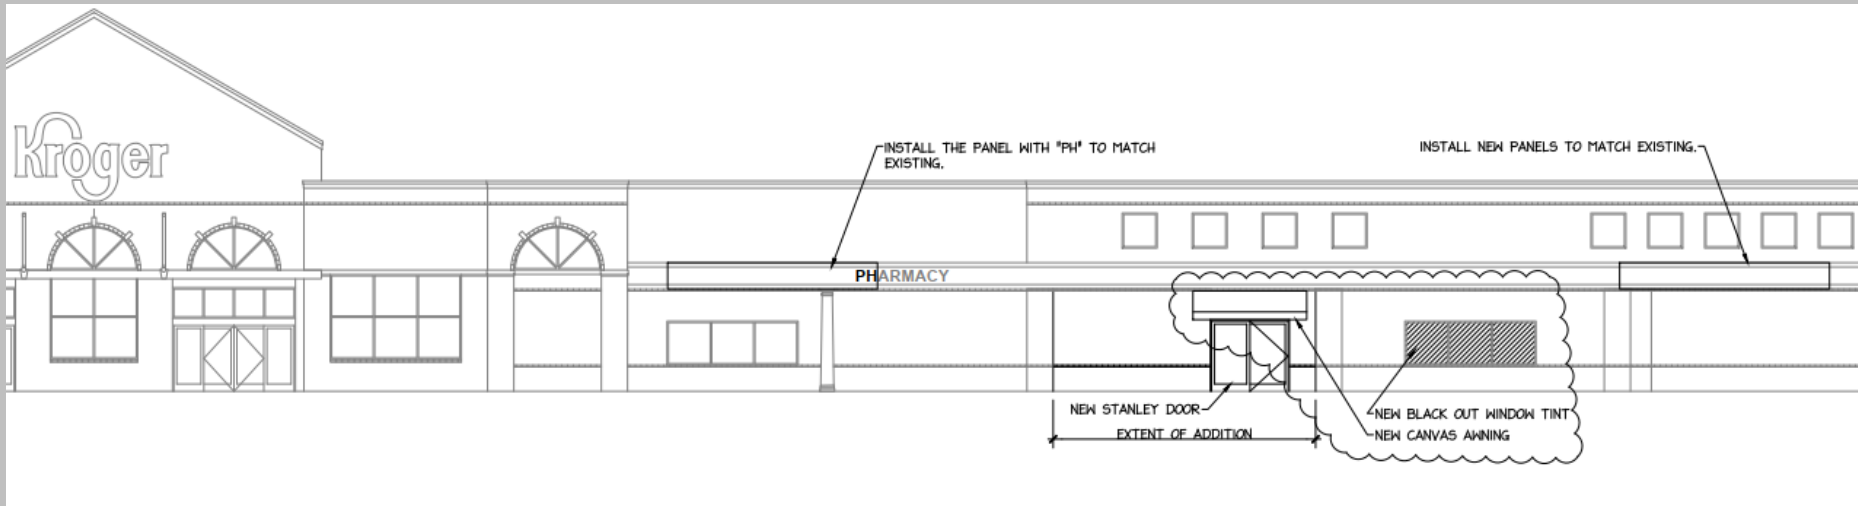 Kroger
INSTALL THE PANEL WITH "PH" TO MATCH
EXISTING.
INSTALL NEW PANELS TO MATCH EXISTING.
PHARMACY
NEW STANLEY DOOR
EXTENT OF ADDITION
NEW BLACK OUT WINDOW TINT
NEW CANVAS AWNING